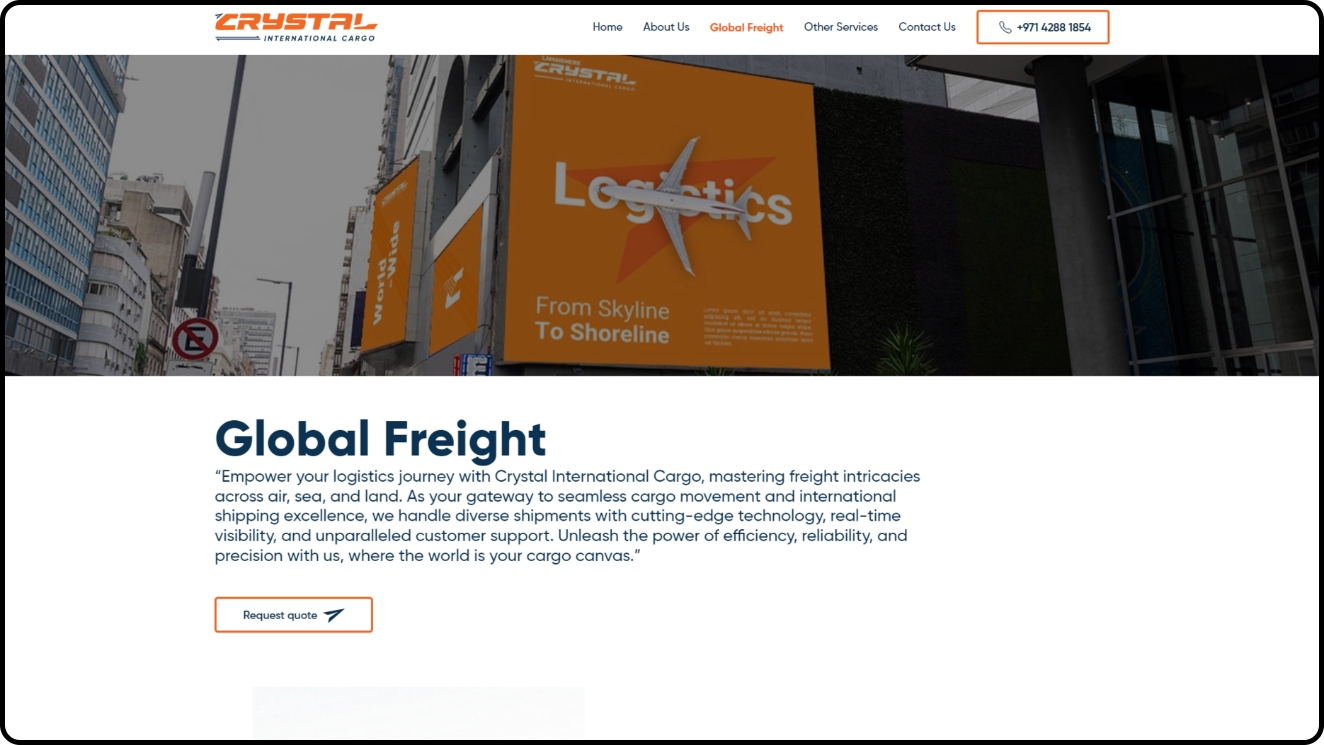 CRYSTAL
INTERNATIONAL CARGO
Home
About Us
Global Freight
Other Services
Contact Us
+971 4288 1854
CRYSTAL
INTERNATIONAL CARGO
World
-Wide
Logistics
From Skyline
To Shoreline
E
Global Freight
“Empower your logistics journey with Crystal International Cargo, mastering freight intricacies
across air, sea, and land. As your gateway to seamless cargo movement and international
shipping excellence, we handle diverse shipments with cutting-edge technology, real-time
visibility, and unparalleled customer support. Unleash the power of efficiency, reliability, and
precision with us, where the world is your cargo canvas.”
Request quote